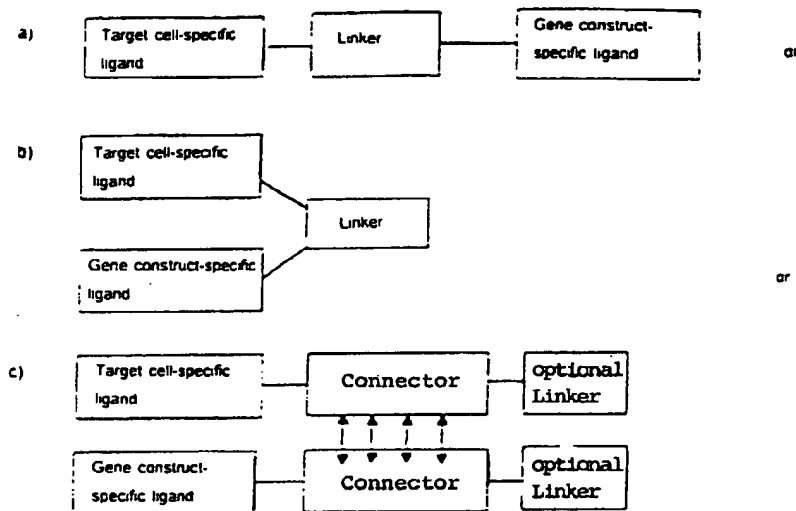 a)
Target cell-specific
ligand
Linker
Gene construct-
specific ligand
or
b)
Target cell-specific
ligand
Linker
Gene construct-specific
ligand
or
c)
Target cell-specific
ligand
Connector
optional
Linker
Gene construct-
specific ligand
Connector
optional
Linker